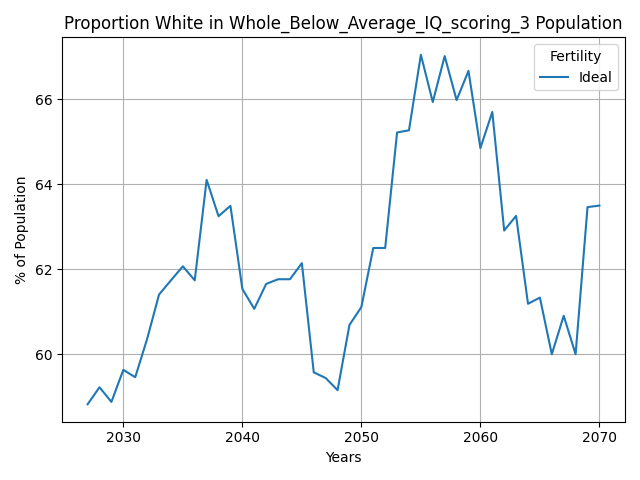 Proportion White in Whole_Below_Average_IQ_scoring_3 Population
Fertility
Ideal
66
64
62
60
% of Population
2030
2040
2050
2060
2070
Years